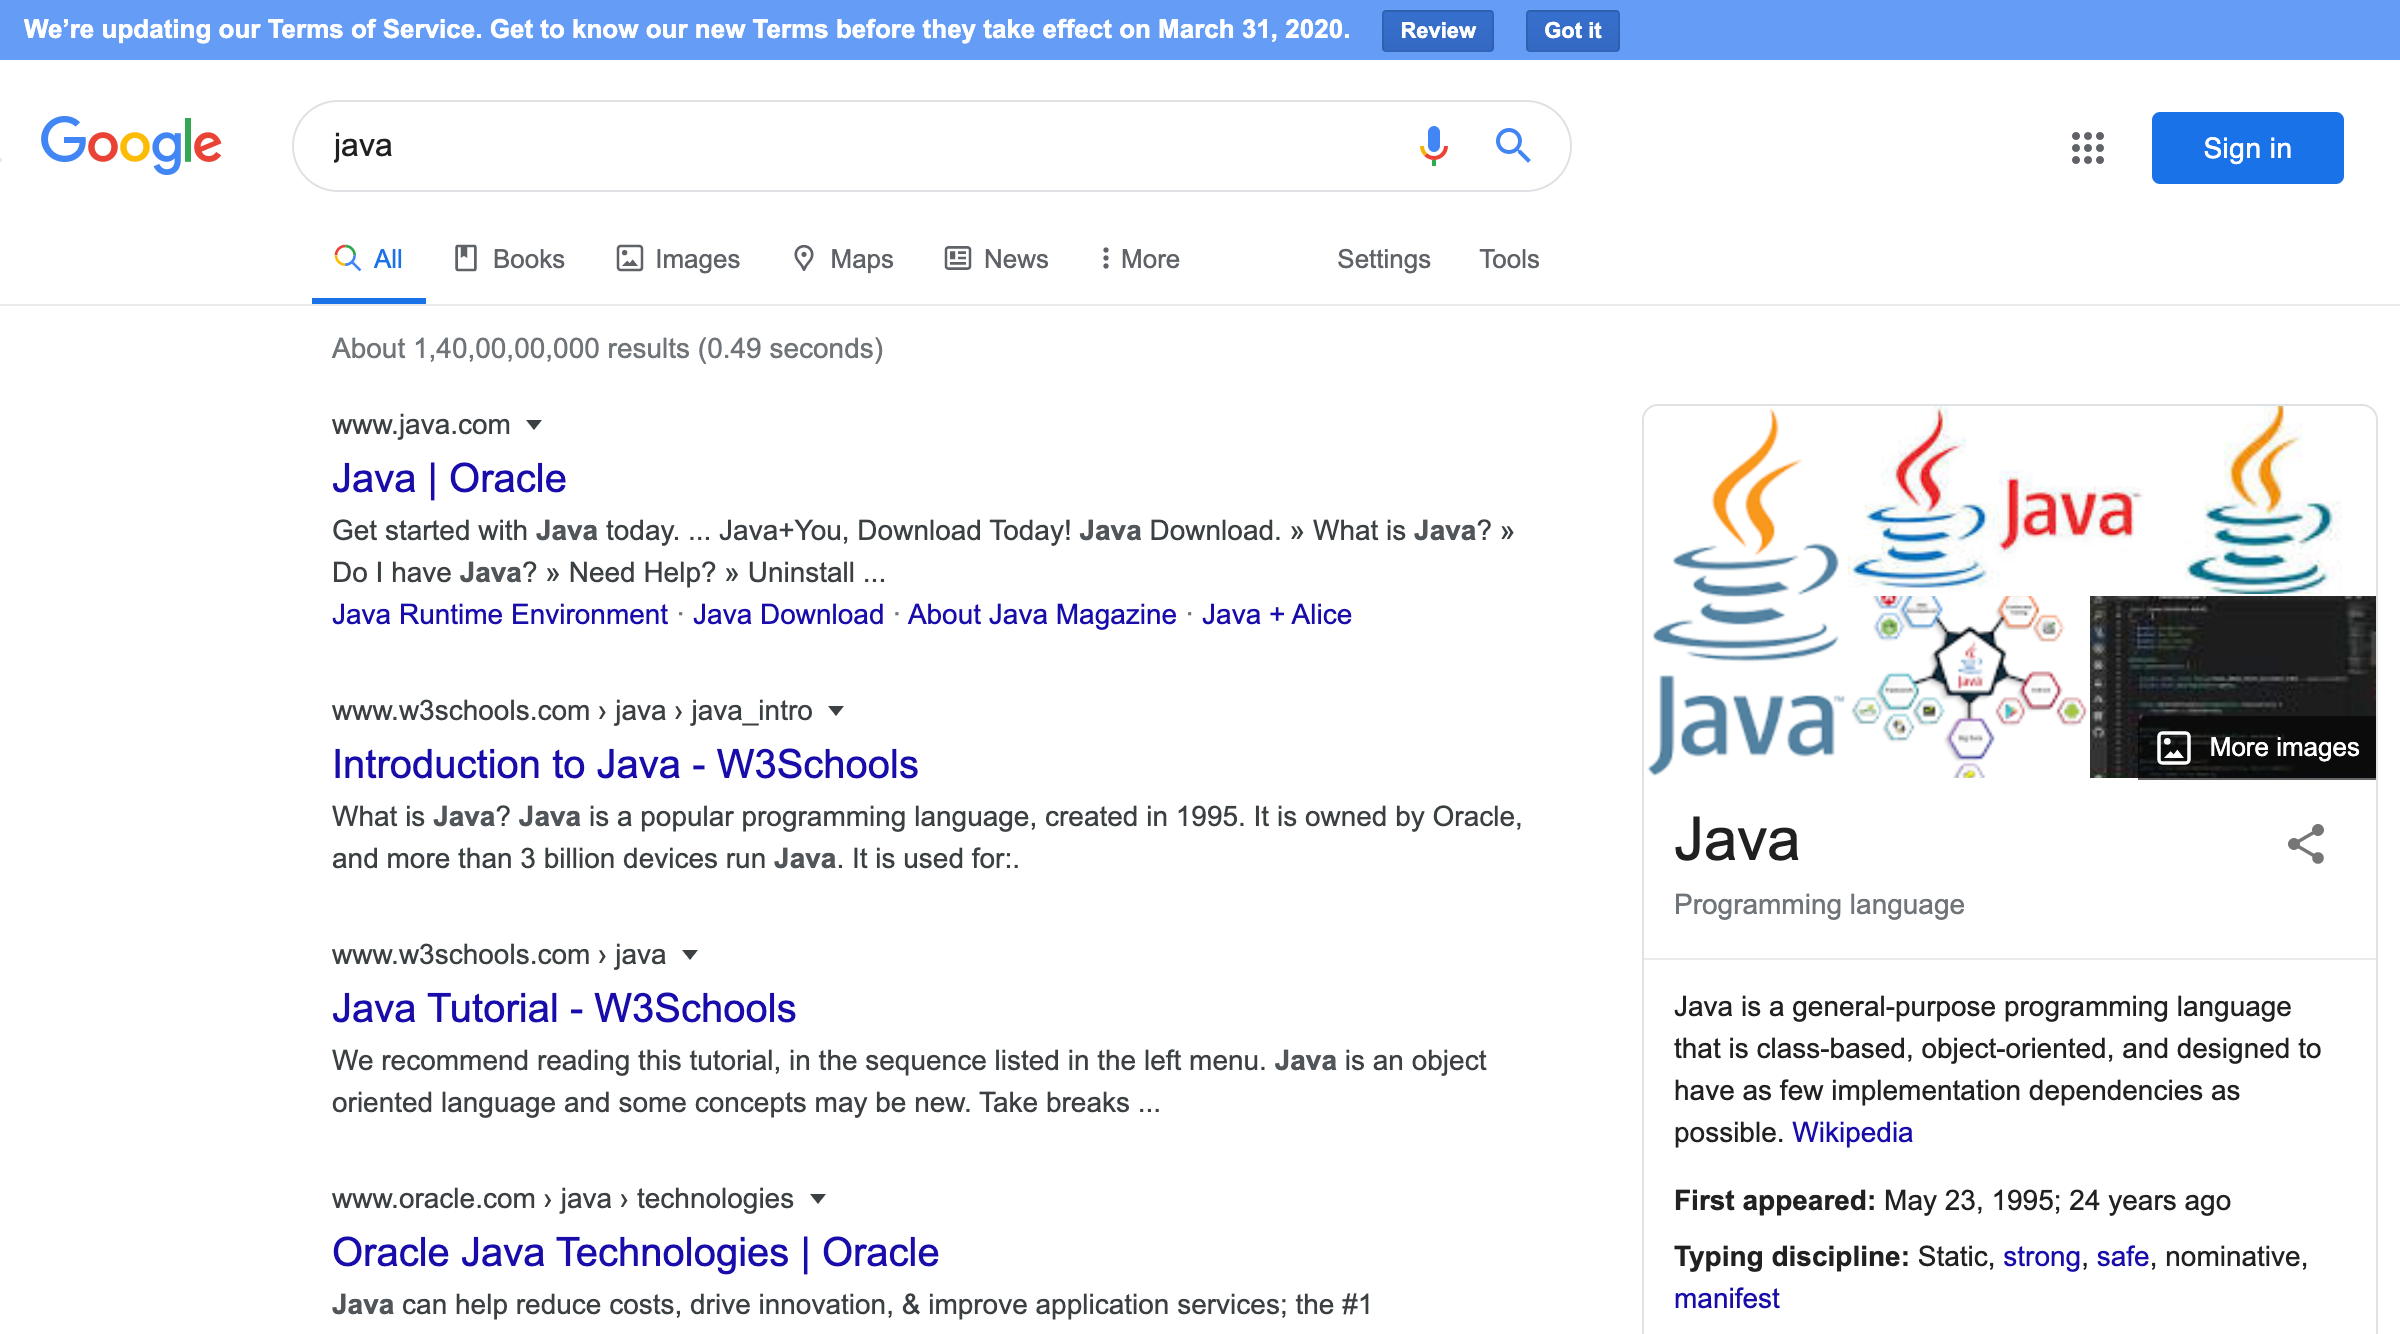 We’re updating our Terms of Service. Get to know our new Terms before they take effect on March 31, 2020. Review Got it
Google
java
Sign in
All Books Images Maps News More Settings Tools
About 1,40,00,00,000 results (0.49 seconds)
www.java.com
Java | Oracle
Get started with Java today. ... Java+You, Download Today! Java Download. » What is Java? »
Do I have Java? » Need Help? » Uninstall ...
Java Runtime Environment · Java Download · About Java Magazine · Java + Alice
www.w3schools.com › java › java_intro
Introduction to Java - W3Schools
What is Java? Java is a popular programming language, created in 1995. It is owned by Oracle,
and more than 3 billion devices run Java. It is used for:.
www.w3schools.com › java
Java Tutorial - W3Schools
We recommend reading this tutorial, in the sequence listed in the left menu. Java is an object
oriented language and some concepts may be new. Take breaks ...
www.oracle.com › java › technologies
Oracle Java Technologies | Oracle
Java can help reduce costs, drive innovation, & improve application services; the #1
Java™
Java™
Java
More images
Java
Programming language
Java is a general-purpose programming language
that is class-based, object-oriented, and designed to
have as few implementation dependencies as
possible. Wikipedia
First appeared: May 23, 1995; 24 years ago
Typing discipline: Static, strong, safe, nominative,
manifest